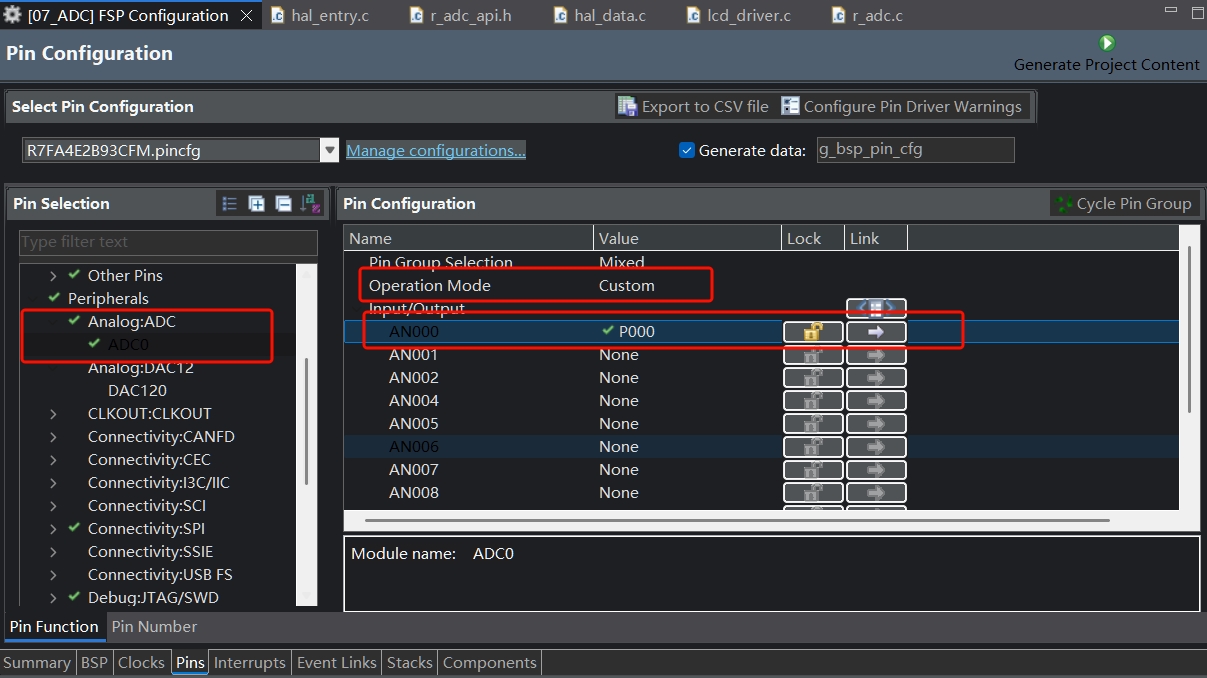 [07_ADC] FSP Configuration hal_entry.c r_adc_api.h hal_data.c lcd_driver.c r_adc.c
Pin Configuration
Generate Project Content
Select Pin Configuration Export to CSV file Configure Pin Driver Warnings
R7FA4E2B93CFM.pincfg Manage configurations... Generate data: g_bsp_pin_cfg
Pin Selection
Type filter text
Other Pins
Peripherals
Analog:ADC
ADC0
Analog:DAC12
DAC120
CLKOUT:CLKOUT
Connectivity:CANFD
Connectivity:CEC
Connectivity:I3C/IIC
Connectivity:SCI
Connectivity:SPI
Connectivity:SSIE
Connectivity:USB FS
Debug:JTAG/SWD
Pin Configuration Cycle Pin Group
Name Value Lock Link
Pin Group Selection Mixed
Operation Mode Custom
Input/Output
AN000 P000
AN001 None
AN002 None
AN004 None
AN005 None
AN006 None
AN007 None
AN008 None
Module name: ADC0
Pin Function Pin Number
Summary BSP Clocks Pins Interrupts Event Links Stacks Components